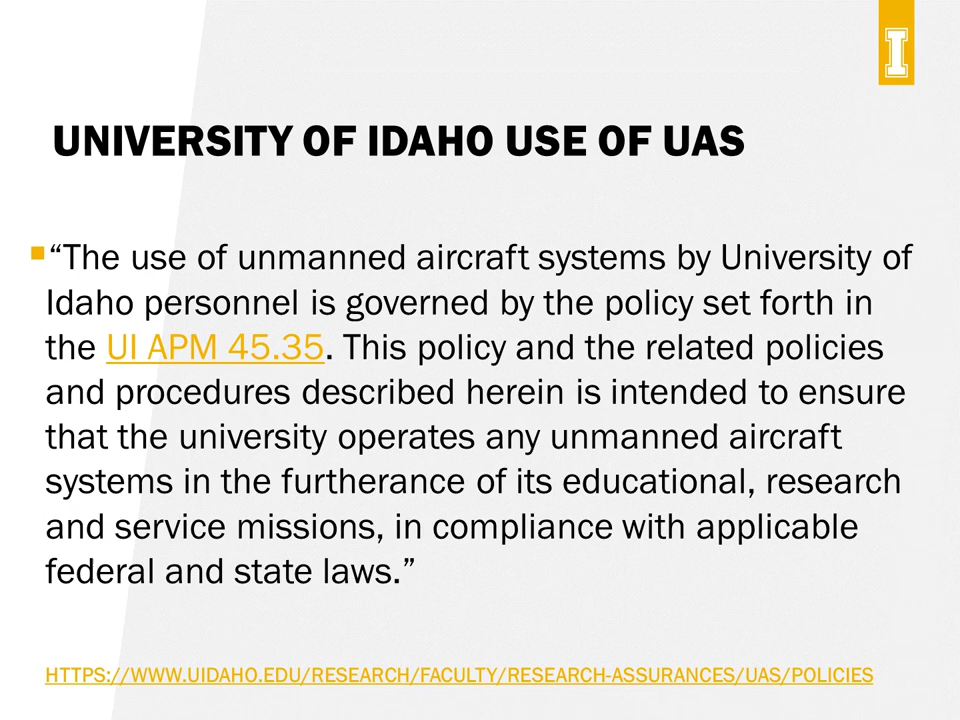 I
UNIVERSITY OF IDAHO USE OF UAS
“The use of unmanned aircraft systems by University of
Idaho personnel is governed by the policy set forth in
the UI APM 45.35. This policy and the related policies
and procedures described herein is intended to ensure
that the university operates any unmanned aircraft
systems in the furtherance of its educational, research
and service missions, in compliance with applicable
federal and state laws.”
HTTPS://WWW.UIDAHO.EDU/RESEARCH/FACULTY/RESEARCH-ASSURANCES/UAS/POLICIES